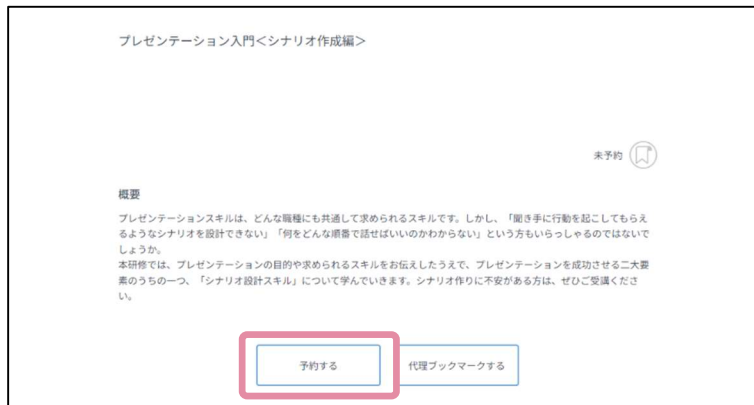 プレゼンテーション入門＜シナリオ作成編＞
未予約
概要
プレゼンテーションスキルは、どんな職種にも共通して求められるスキルです。しかし、「聞き手に行動を起こしてもらえ
るようなシナリオを設計できない」「何をどんな順番で話せばいいのかわからない」という方もいらっしゃるのではないで
しょうか。
本研修では、プレゼンテーションの目的や求められるスキルをお伝えしたうえで、プレゼンテーションを成功させる二大要
素のうちの一つ、「シナリオ設計スキル」について学んでいきます。シナリオ作りに不安がある方は、ぜひご受講くださ
い。
予約する
代理ブックマークする